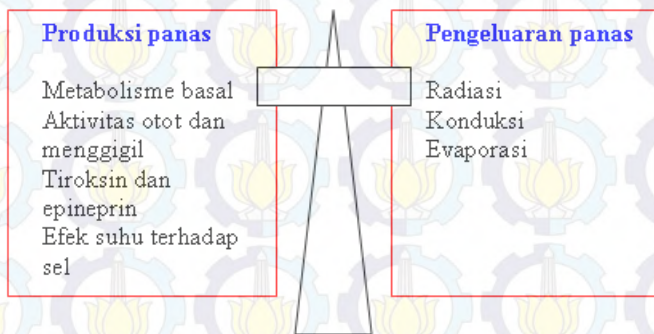 Produksi panas
Metabolisme basal
Aktivitas otot dan
menggigil
Tiroksin dan
epineprin
Efek suhu terhadap
sel
Pengeluaran panas
Radiasi
Konduksi
Evaporasi